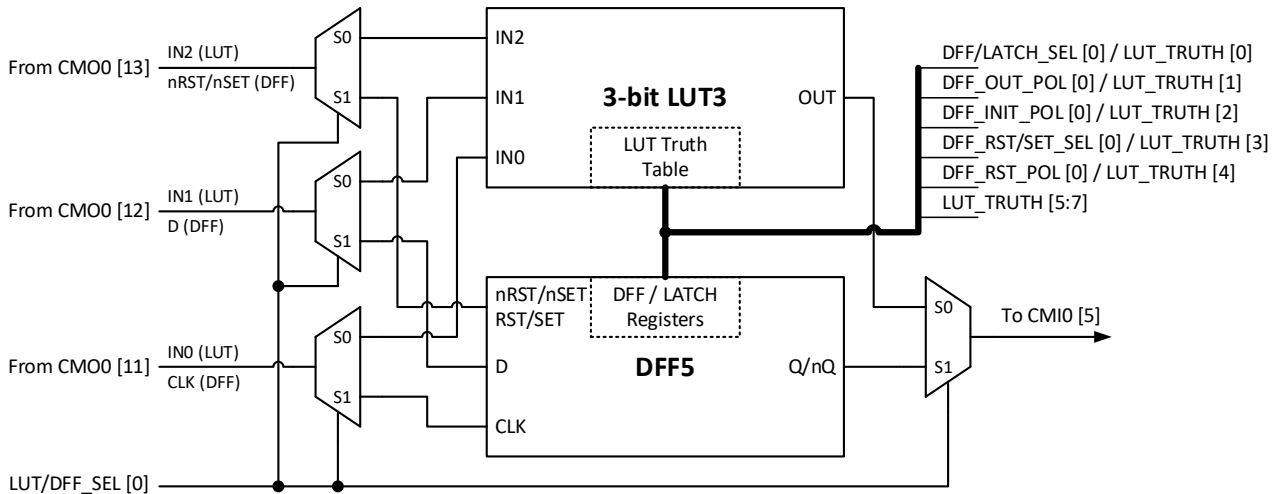 From CMO0 [13]
IN2 (LUT)
nRST/nSET (DFF)
S0
S1
IN2
IN1
IN0
3-bit LUT3
OUT
LUT Truth
Table
DFF/LATCH_SEL [0] / LUT_TRUTH [0]
DFF_OUT_POL [0] / LUT_TRUTH [1]
DFF_INIT_POL [0] / LUT_TRUTH [2]
DFF_RST/SET_SEL [0] / LUT_TRUTH [3]
DFF_RST_POL [0] / LUT_TRUTH [4]
LUT_TRUTH [5:7]
From CMO0 [12]
IN1 (LUT)
D (DFF)
S0
S1
nRST/nSET
RST/SET
DFF / LATCH
Registers
DFF5
D
CLK
Q/nQ
S0
S1
To CMI0 [5]
From CMO0 [11]
IN0 (LUT)
CLK (DFF)
S0
S1
LUT/DFF_SEL [0]